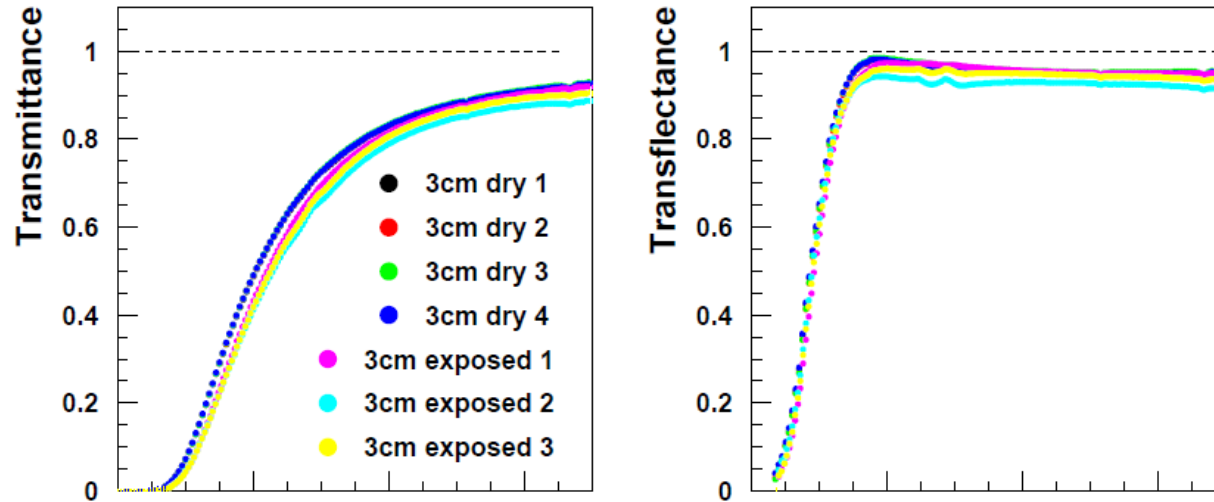 Transmittance
1
0.8
0.6
0.4
0.2
0
3cm dry 1
3cm dry 2
3cm dry 3
3cm dry 4
3cm exposed 1
3cm exposed 2
3cm exposed 3
Transflectance
1
0.8
0.6
0.4
0.2
0